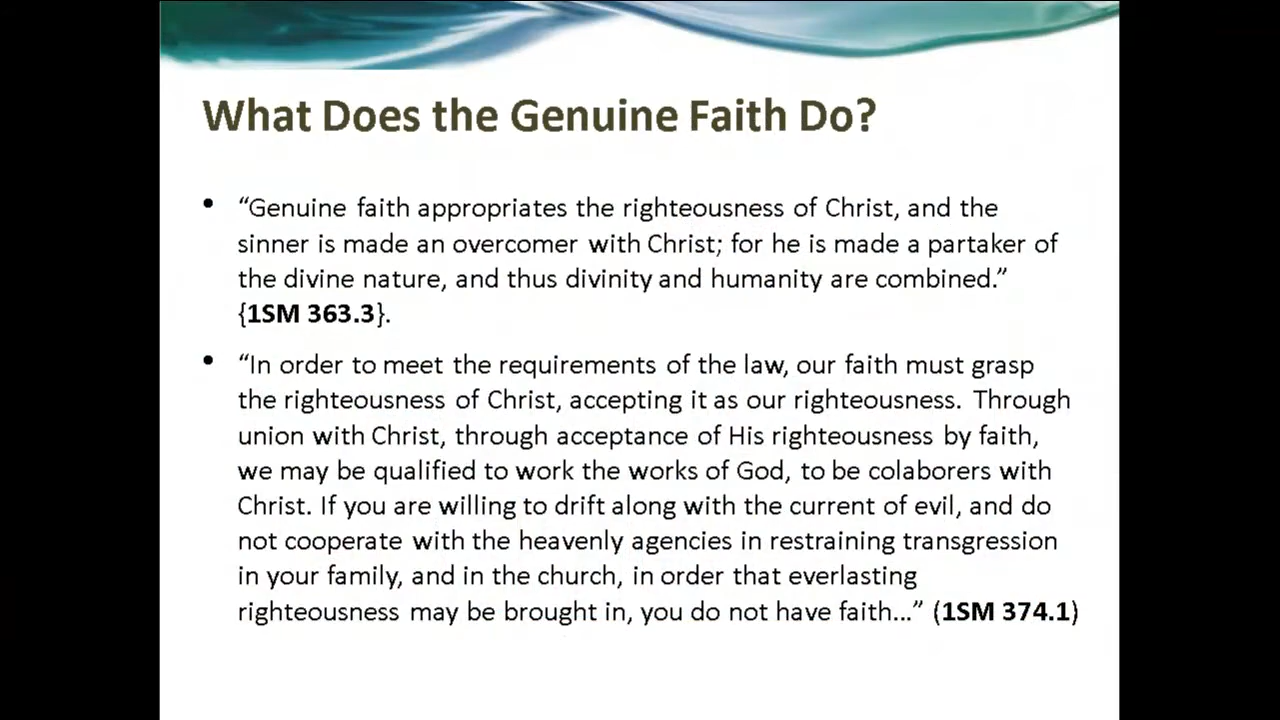 What Does the Genuine Faith Do?
• “Genuine faith appropriates the righteousness of Christ, and the
sinner is made an overcomer with Christ; for he is made a partaker of
the divine nature, and thus divinity and humanity are combined.”
{1SM 363.3}.
• “In order to meet the requirements of the law, our faith must grasp
the righteousness of Christ, accepting it as our righteousness. Through
union with Christ, through acceptance of His righteousness by faith,
we may be qualified to work the works of God, to be colaborers with
Christ. If you are willing to drift along with the current of evil, and do
not cooperate with the heavenly agencies in restraining transgression
in your family, and in the church, in order that everlasting
righteousness may be brought in, you do not have faith…” (1SM 374.1)